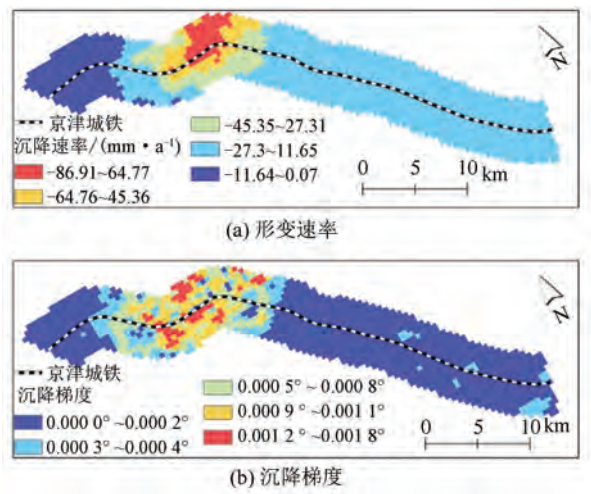 N
京津城铁
沉降速率/(mm·a⁻¹)
−86.91~64.77
−64.76~45.36
−45.35~27.31
−27.3~11.65
−11.64~0.07
0 5 10
km
(a) 形变速率
N
京津城铁
沉降梯度
0.000 0°~0.000 2°
0.000 3°~0.000 4°
0.000 5°~0.000 8°
0.000 9°~0.001 1°
0.001 2°~0.001 8°
0 5 10
km
(b) 沉降梯度